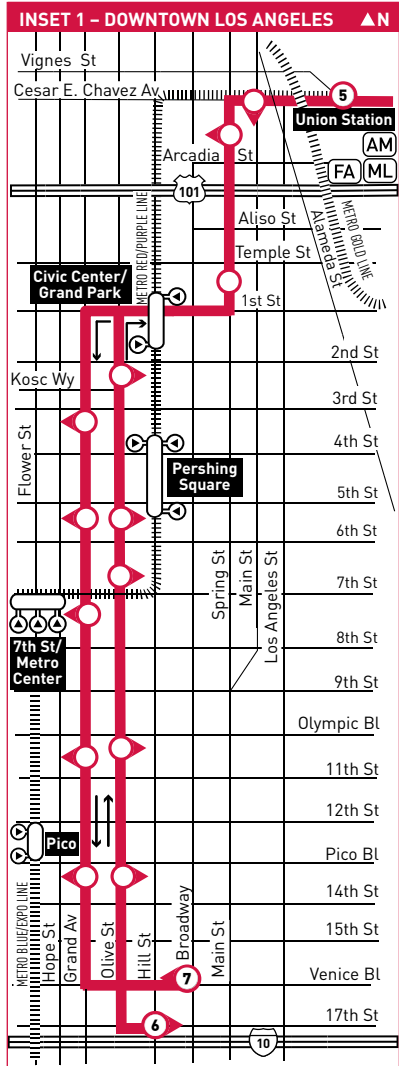 INSET 1 – DOWNTOWN LOS ANGELES ▲N
Vignes St
Cesar E. Chavez Av
5
Union Station
AM
FA
ML
Arcadia St
101
METRO RED/PURPLE LINE
METRO GOLD LINE
Alameda St
Aliso St
Temple St
Civic Center/
Grand Park
1st St
2nd St
Kosc Wy
3rd St
4th St
Flower St
Pershing
Square
5th St
6th St
Spring St
Main St
Los Angeles St
7th St
7th St/
Metro
Center
8th St
9th St
Olympic Bl
11th St
12th St
Pico
Pico Bl
14th St
METRO BLUE/EXPO LINE
Hope St
Grand Av
Olive St
Hill St
Broadway
Main St
15th St
7
Venice Bl
6
17th St
10